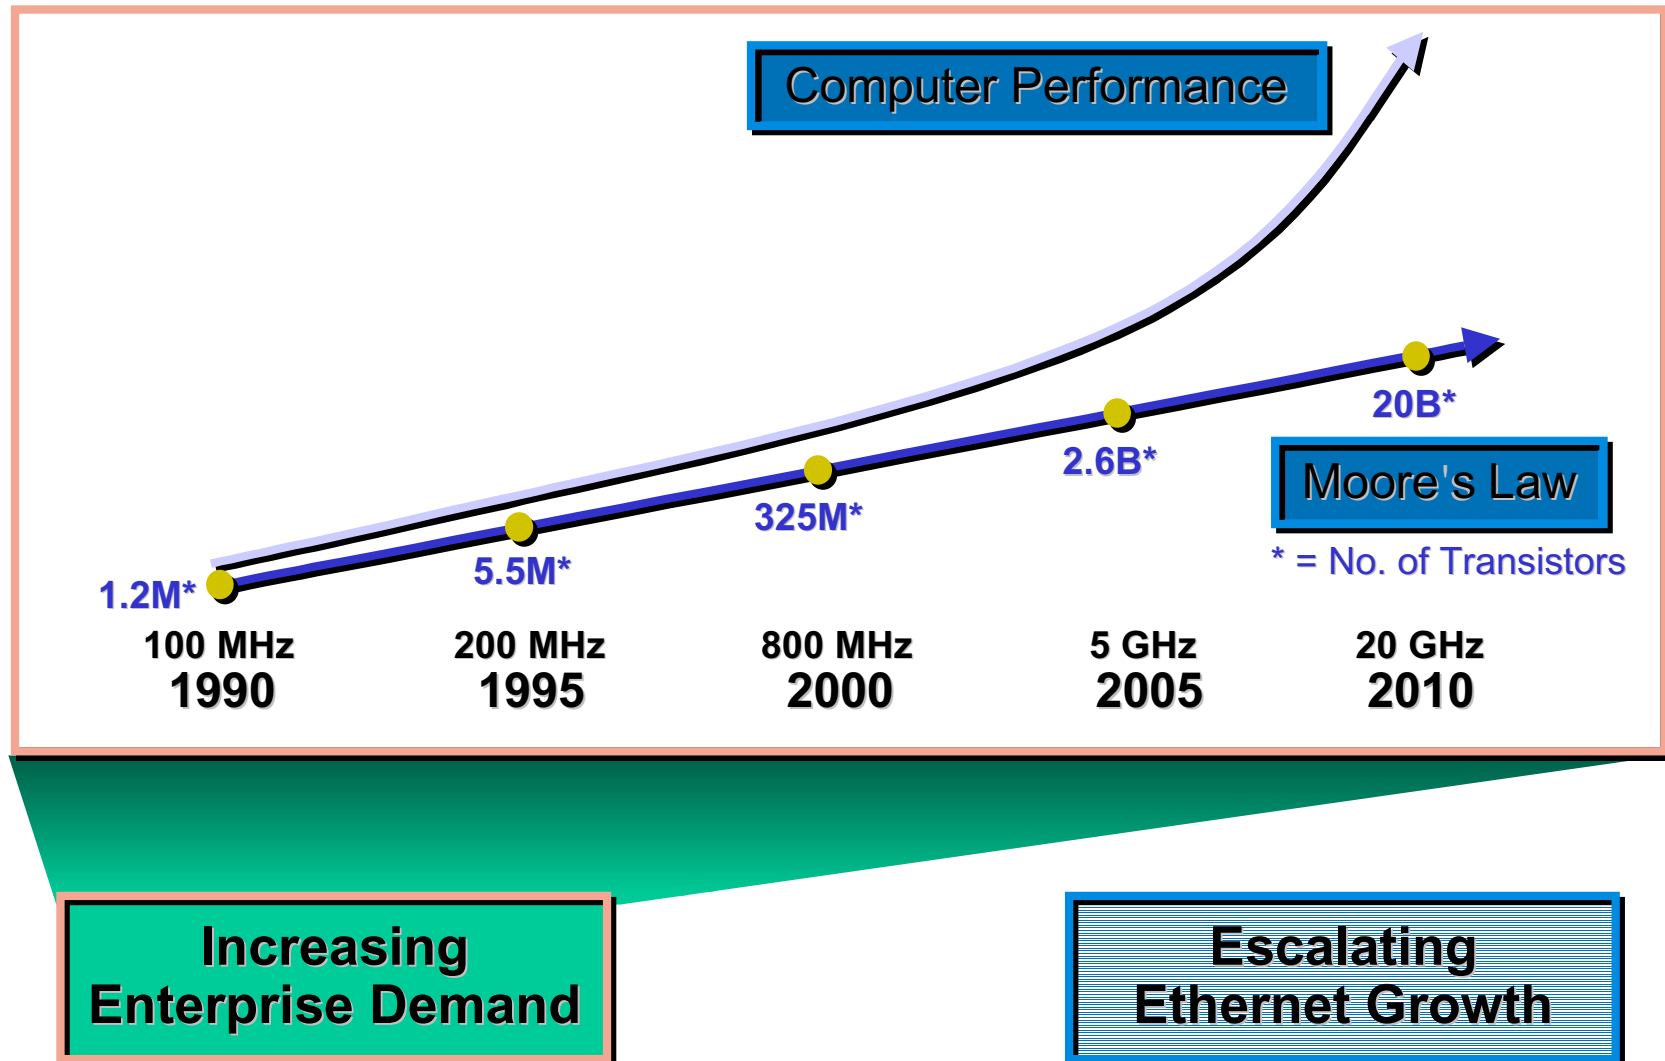 Computer Performance
20B*
2.6B*
Moore's Law
325M*
* = No. of Transistors
5.5M*
1.2M*
100 MHz 200 MHz 800 MHz 5 GHz 20 GHz
1990 1995 2000 2005 2010
Increasing
Enterprise Demand
Escalating
Ethernet Growth